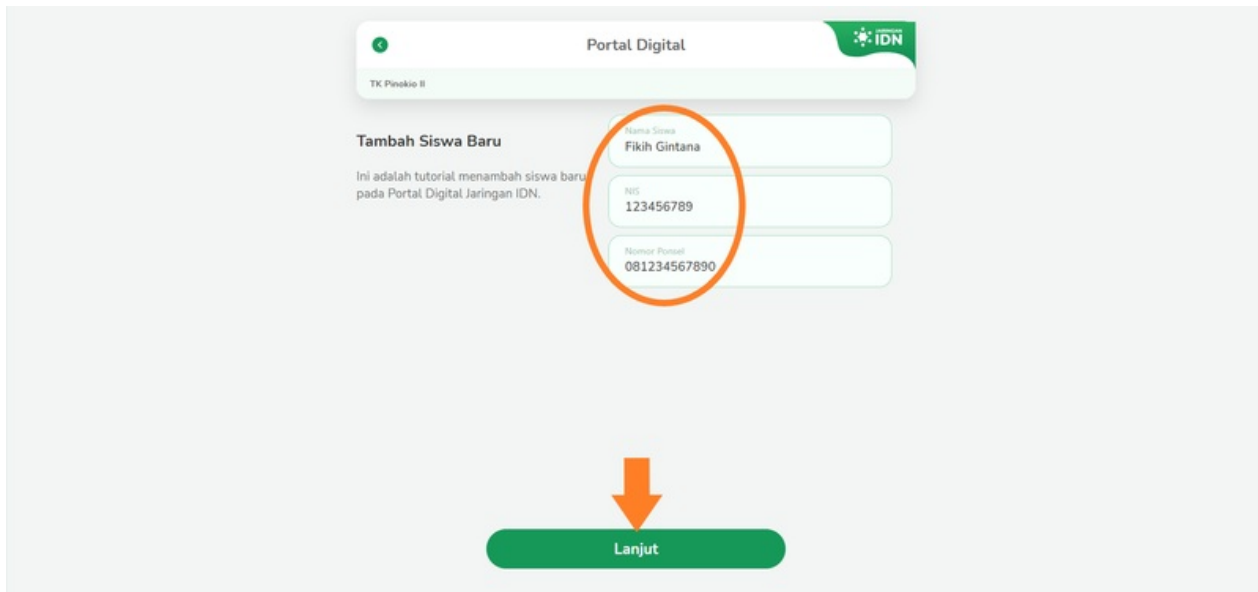 Portal Digital
JARINGAN
IDN
TK Pinokio II
Tambah Siswa Baru
Ini adalah tutorial menambah siswa baru
pada Portal Digital Jaringan IDN.
Nama Siswa
Fikih Gintana
NIS
123456789
Nomor Ponsel
081234567890
Lanjut